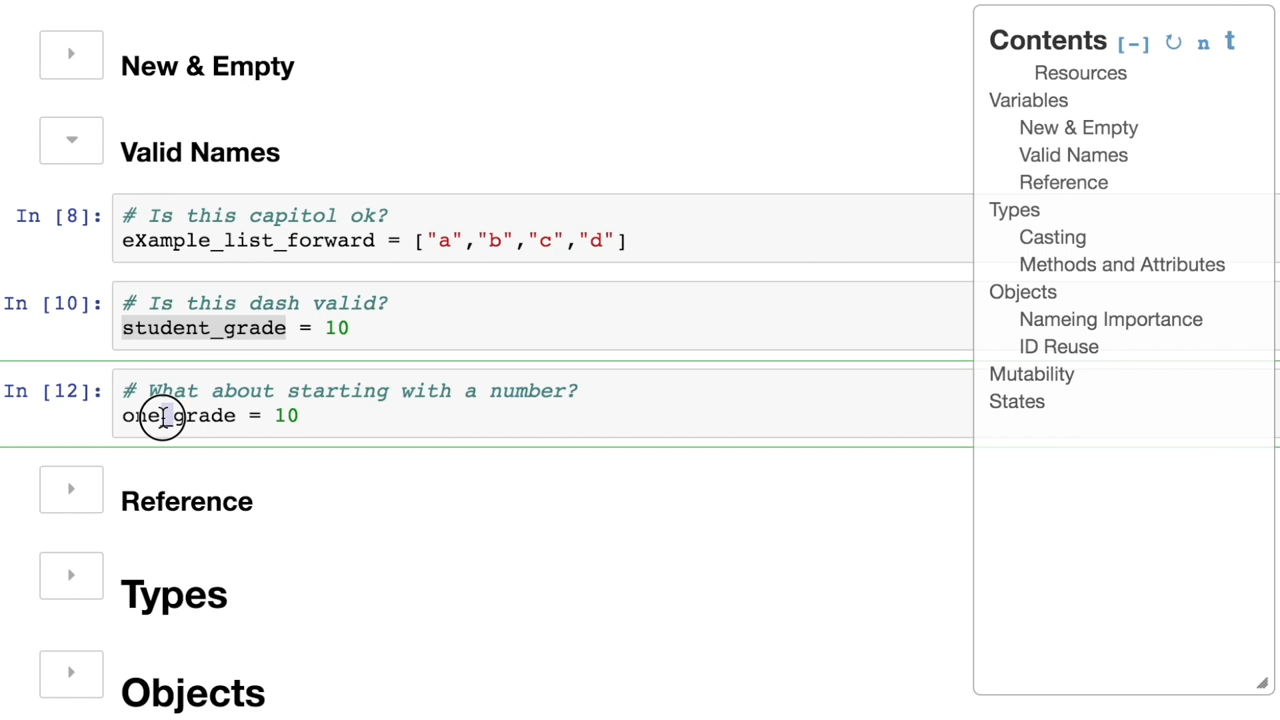 New & Empty
Valid Names
In [8]:
# Is this capitol ok?
eXample_list_forward = ["a","b","c","d"]
In [10]:
# Is this dash valid?
student_grade = 10
In [12]:
# What about starting with a number?
one_grade = 10
Reference
Types
Objects
Contents [-] ↻ n t
Resources
Variables
New & Empty
Valid Names
Reference
Types
Casting
Methods and Attributes
Objects
Nameing Importance
ID Reuse
Mutability
States